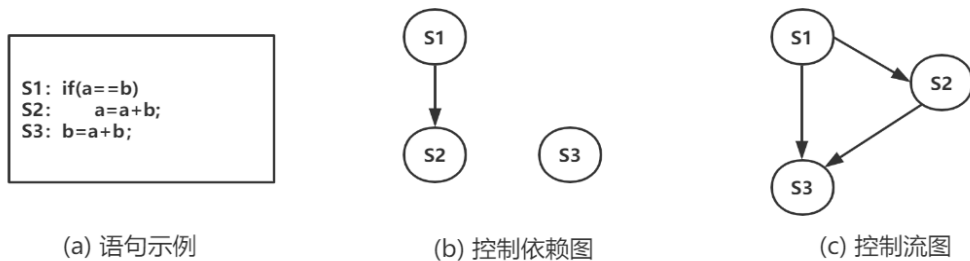 S1: if(a==b)
S2: a=a+b;
S3: b=a+b;
(a) 语句示例
S1
S2
S3
(b) 控制依赖图
S1
S2
S3
(c) 控制流图